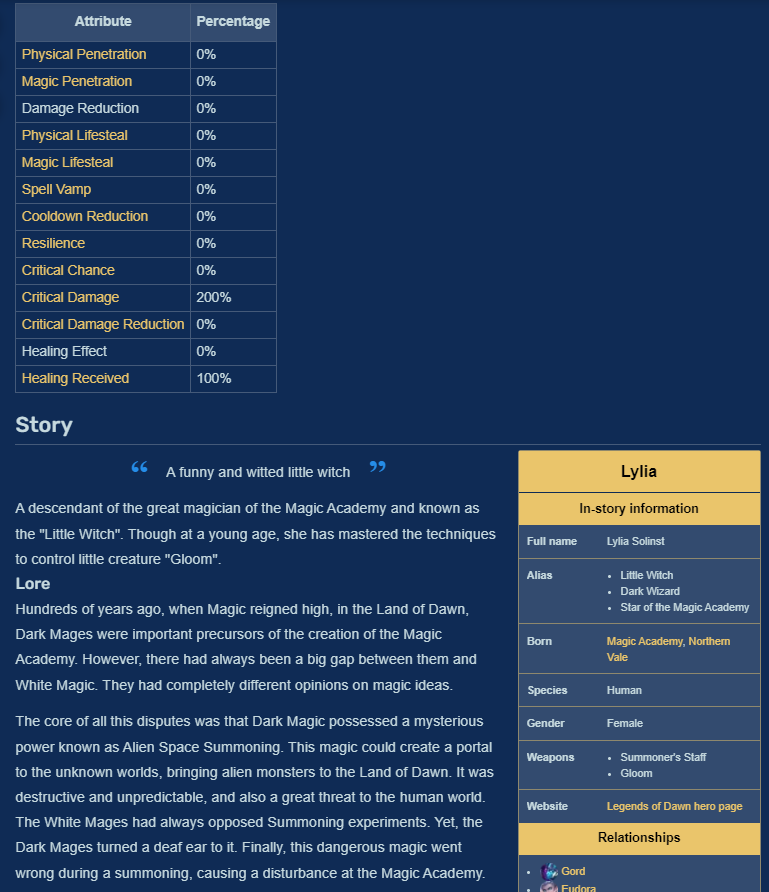 Attribute Percentage
Physical Penetration 0%
Magic Penetration 0%
Damage Reduction 0%
Physical Lifesteal 0%
Magic Lifesteal 0%
Spell Vamp 0%
Cooldown Reduction 0%
Resilience 0%
Critical Chance 0%
Critical Damage 200%
Critical Damage Reduction 0%
Healing Effect 0%
Healing Received 100%
Story
“ A funny and witted little witch ”
A descendant of the great magician of the Magic Academy and known as
the "Little Witch". Though at a young age, she has mastered the techniques
to control little creature "Gloom".
Lore
Hundreds of years ago, when Magic reigned high, in the Land of Dawn,
Dark Mages were important precursors of the creation of the Magic
Academy. However, there had always been a big gap between them and
White Magic. They had completely different opinions on magic ideas.
The core of all this disputes was that Dark Magic possessed a mysterious
power known as Alien Space Summoning. This magic could create a portal
to the unknown worlds, bringing alien monsters to the Land of Dawn. It was
destructive and unpredictable, and also a great threat to the human world.
The White Mages had always opposed Summoning experiments. Yet, the
Dark Mages turned a deaf ear to it. Finally, this dangerous magic went
wrong during a summoning, causing a disturbance at the Magic Academy.
Lylia
In-story information
Full name Lylia Solinst
Alias • Little Witch
• Dark Wizard
• Star of the Magic Academy
Born Magic Academy, Northern
Vale
Species Human
Gender Female
Weapons • Summoner's Staff
• Gloom
Website Legends of Dawn hero page
Relationships
• Gord
• Eudora